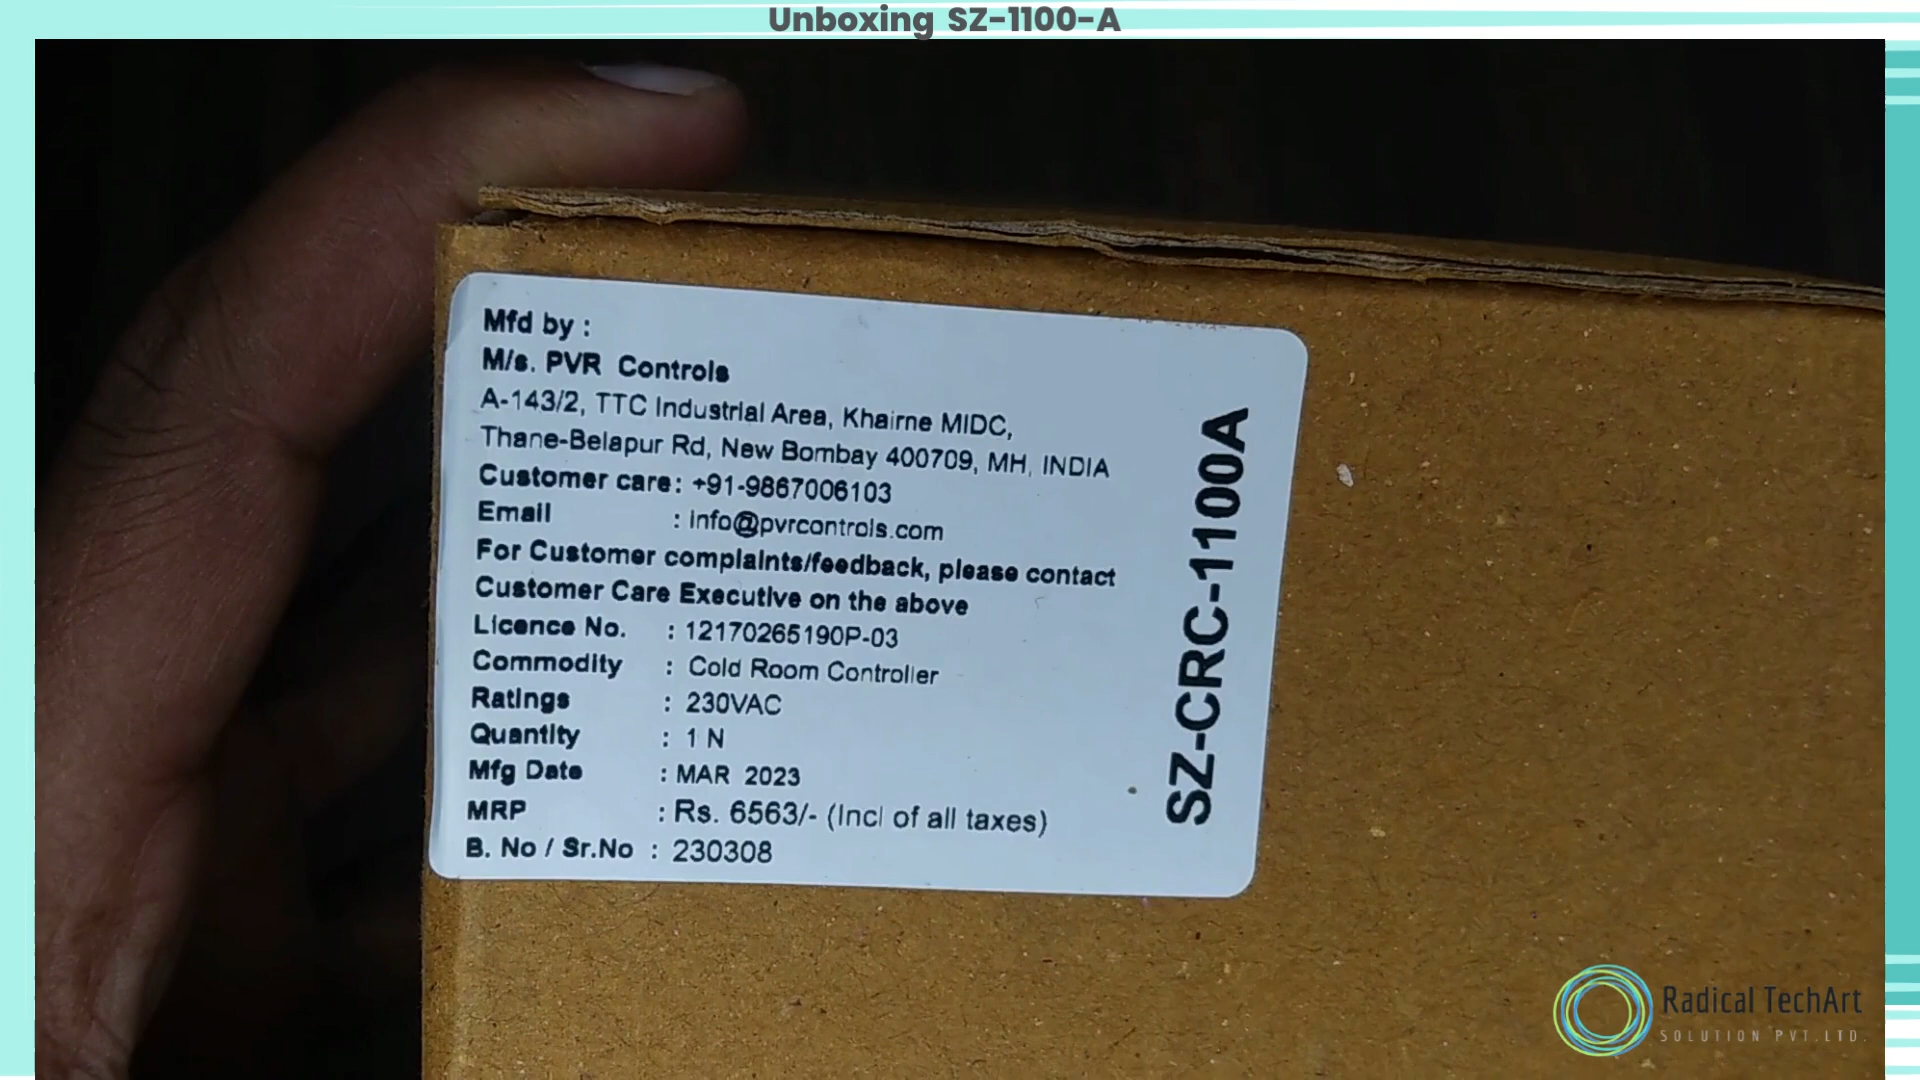 Unboxing SZ-1100-A
Mfd by :
M/s. PVR Controls
A-143/2, TTC Industrial Area, Khairne MIDC,
Thane-Belapur Rd, New Bombay 400709, MH, INDIA
Customer care: +91-9867006103
Email : info@pvrcontrols.com
For Customer complaints/feedback, please contact
Customer Care Executive on the above
Licence No. : 12170265190P-03
Commodity : Cold Room Controller
Ratings : 230VAC
Quantity : 1 N
Mfg Date : MAR 2023
MRP : Rs. 6563/- (Incl of all taxes)
B. No / Sr.No : 230308
SZ-CRC-1100A
Radical TechArt
SOLUTION PVT.LTD.